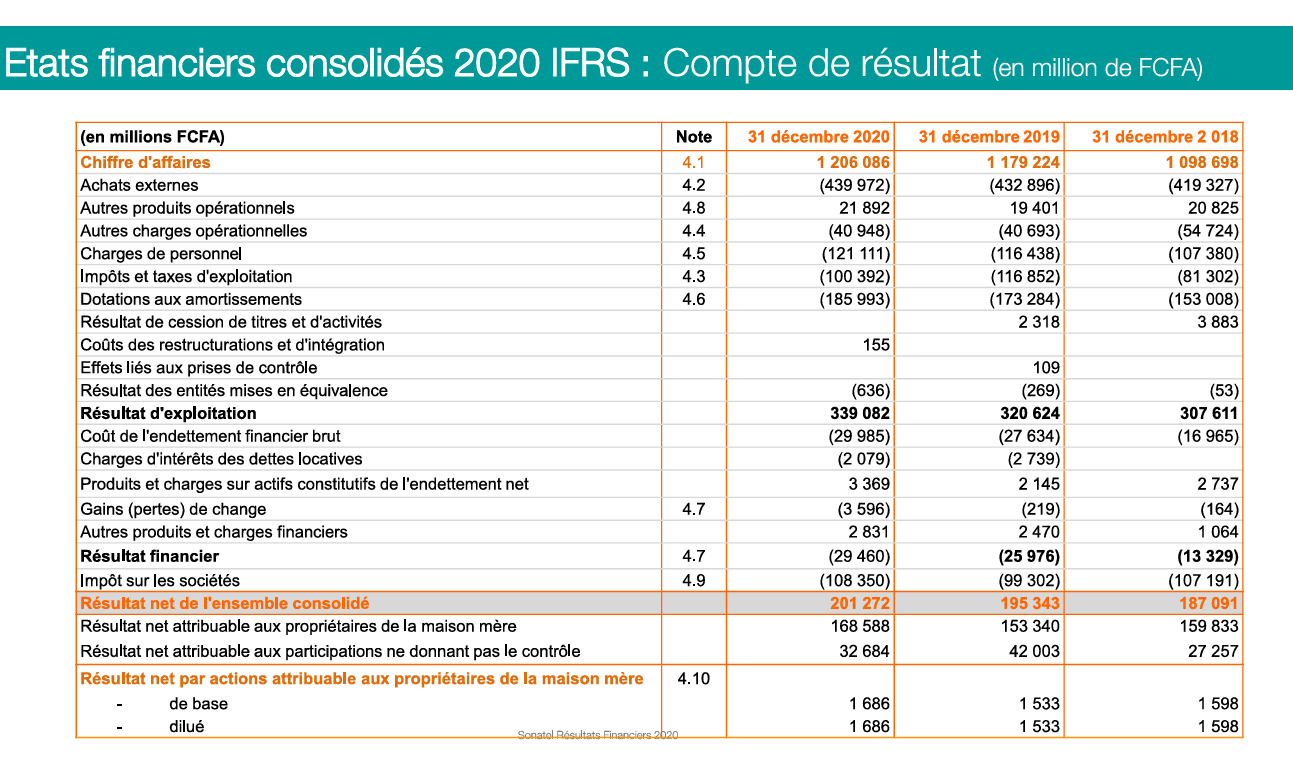 Etats financiers consolidés 2020 IFRS : Compte de résultat (en million de FCFA)
(en millions FCFA) Note 31 décembre 2020 31 décembre 2019 31 décembre 2 018
Chiffre d'affaires 4.1 1 206 086 1 179 224 1 098 698
Achats externes 4.2 (439 972) (432 896) (419 327)
Autres produits opérationnels 4.8 21 892 19 401 20 825
Autres charges opérationnelles 4.4 (40 948) (40 693) (54 724)
Charges de personnel 4.5 (121 111) (116 438) (107 380)
Impôts et taxes d'exploitation 4.3 (100 392) (116 852) (81 302)
Dotations aux amortissements 4.6 (185 993) (173 284) (153 008)
Résultat de cession de titres et d'activités 2 318 3 883
Coûts des restructurations et d'intégration 155
Effets liés aux prises de contrôle 109
Résultat des entités mises en équivalence (636) (269) (53)
Résultat d'exploitation 339 082 320 624 307 611
Coût de l'endettement financier brut (29 985) (27 634) (16 965)
Charges d'intérêts des dettes locatives (2 079) (2 739)
Produits et charges sur actifs constitutifs de l'endettement net 3 369 2 145 2 737
Gains (pertes) de change 4.7 (3 596) (219) (164)
Autres produits et charges financiers 2 831 2 470 1 064
Résultat financier 4.7 (29 460) (25 976) (13 329)
Impôt sur les sociétés 4.9 (108 350) (99 302) (107 191)
Résultat net de l'ensemble consolidé 201 272 195 343 187 091
Résultat net attribuable aux propriétaires de la maison mère 168 588 153 340 159 833
Résultat net attribuable aux participations ne donnant pas le contrôle 32 684 42 003 27 257
Résultat net par actions attribuable aux propriétaires de la maison mère 4.10
- de base 1 686 1 533 1 598
- dilué 1 686 1 533 1 598
Sonatel Résultats Financiers 2020